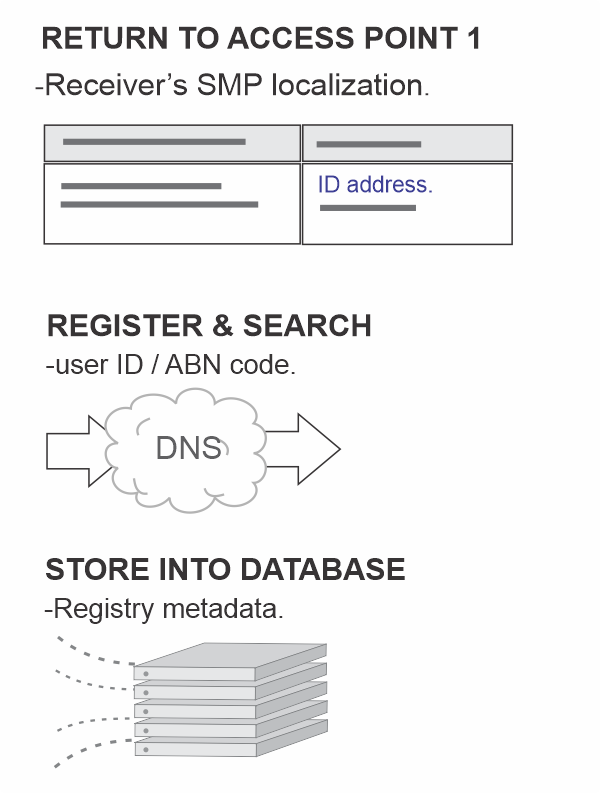 RETURN TO ACCESS POINT 1
-Receiver’s SMP localization.
ID address.
REGISTER & SEARCH
-user ID / ABN code.
DNS
STORE INTO DATABASE
-Registry metadata.